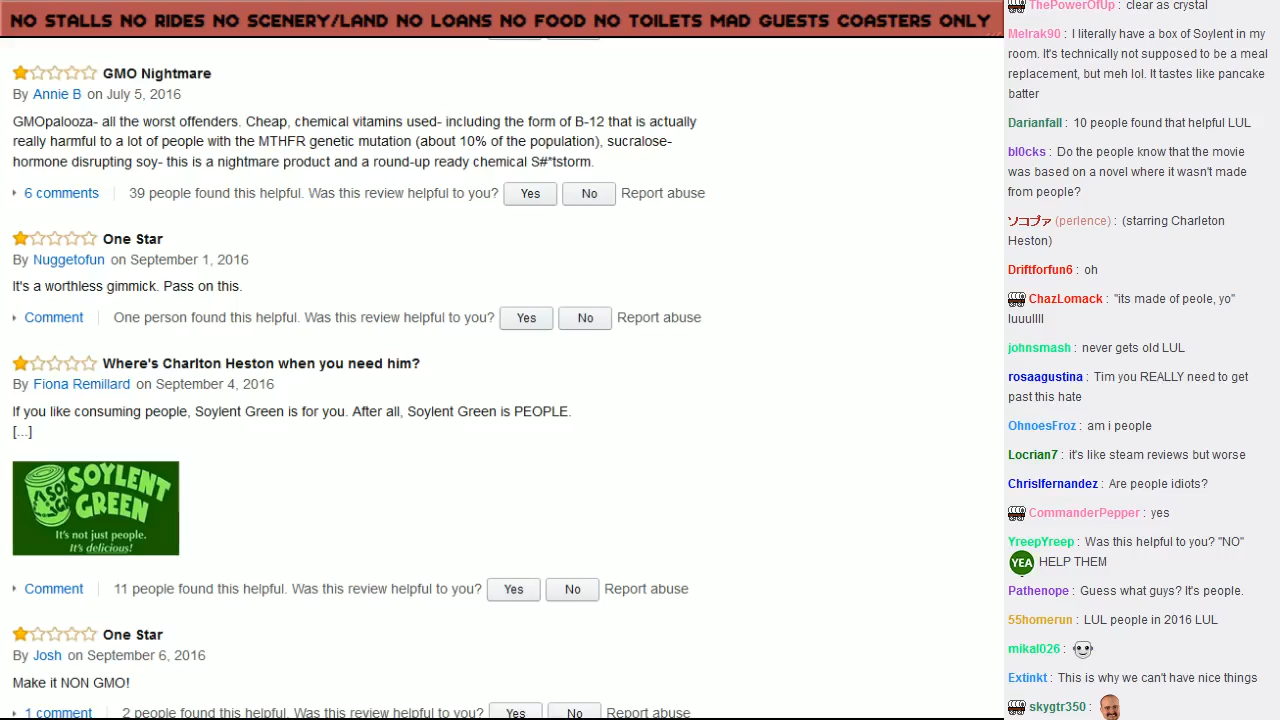 NO STALLS NO RIDES NO SCENERY/LAND NO LOANS NO FOOD NO TOILETS MAD GUESTS COASTERS ONLY
GMO Nightmare
By Annie B on July 5, 2016
GMOpalooza- all the worst offenders. Cheap, chemical vitamins used- including the form of B-12 that is actually
really harmful to a lot of people with the MTHFR genetic mutation (about 10% of the population), sucralose-
hormone disrupting soy- this is a nightmare product and a round-up ready chemical S#*tstorm.
6 comments | 39 people found this helpful. Was this review helpful to you? Yes No Report abuse
One Star
By Nuggetofun on September 1, 2016
It's a worthless gimmick. Pass on this.
Comment | One person found this helpful. Was this review helpful to you? Yes No Report abuse
Where's Charlton Heston when you need him?
By Fiona Remillard on September 4, 2016
If you like consuming people, Soylent Green is for you. After all, Soylent Green is PEOPLE.
[...]
SOYLENT
GREEN
It's not just people.
It's delicious!
Comment | 11 people found this helpful. Was this review helpful to you? Yes No Report abuse
One Star
By Josh on September 6, 2016
Make it NON GMO!
1 comment | 2 people found this helpful. Was this review helpful to you? Yes No Report abuse
ThePowerOfUp : clear as crystal
Melrak90 : I literally have a box of Soylent in my
room. It's technically not supposed to be a meal
replacement, but meh lol. It tastes like pancake
batter
Darianfall : 10 people found that helpful LUL
bl0cks : Do the people know that the movie
was based on a novel where it wasn't made
from people?
ソコプァ (perlence) : (starring Charleton
Heston)
Driftforfun6 : oh
ChazLomack : "its made of peole, yo"
luuullll
johnsmash : never gets old LUL
rosaagustina : Tim you REALLY need to get
past this hate
OhnoesFroz : am i people
Locrian7 : it's like steam reviews but worse
Chrislfernandez : Are people idiots?
CommanderPepper : yes
YreepYreep : Was this helpful to you? "NO"
YEA HELP THEM
Pathenope : Guess what guys? It's people.
55homerun : LUL people in 2016 LUL
mikal026 :
Extinkt : This is why we can't have nice things
skygtr350 :